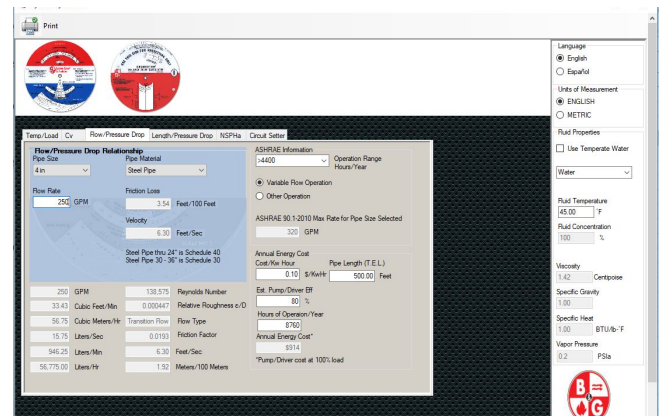 Print
Language
English
Español
Units of Measurement
ENGLISH
METRIC
Fluid Properties
Use Temperate Water
Water
Fluid Temperature
45.00 °F
Fluid Concentration
100 %
Viscosity
1.42 Centipoise
Specific Gravity
1.00
Specific Heat
1.00 BTU/lb-°F
Vapor Pressure
0.2 PSIa
B G
Temp/Load Cv Flow/Pressure Drop Length/Pressure Drop NSPHa Circuit Setter
Flow/Pressure Drop Relationship
Pipe Size Pipe Material
4 in Steel Pipe
Flow Rate Friction Loss
250 GPM 3.54 Feet/100 Feet
Velocity
6.30 Feet/Sec
Steel Pipe thru 24" is Schedule 40
Steel Pipe 30 - 36" is Schedule 30
250 GPM 138,575 Reynolds Number
33.43 Cubic Feet/Min 0.000447 Relative Roughness ε/D
56.75 Cubic Meters/Hr Transition Flow Flow Type
15.75 Liters/Sec 0.0193 Friction Factor
946.25 Liters/Min 6.30 Feet/Sec
56,775.00 Liters/Hr 1.92 Meters/100 Meters
ASHRAE Information
>4400 Operation Range
Hours/Year
Variable Flow Operation
Other Operation
ASHRAE 90.1-2010 Max Rate for Pipe Size Selected
320 GPM
Annual Energy Cost
Cost/Kw Hour Pipe Length (T.E.L.)
0.10 $/KwHr 500.00 Feet
Est. Pump/Driver Eff
80 %
Hours of Operaion/Year
8760
Annual Energy Cost*
$914
*Pump/Driver cost at 100% load